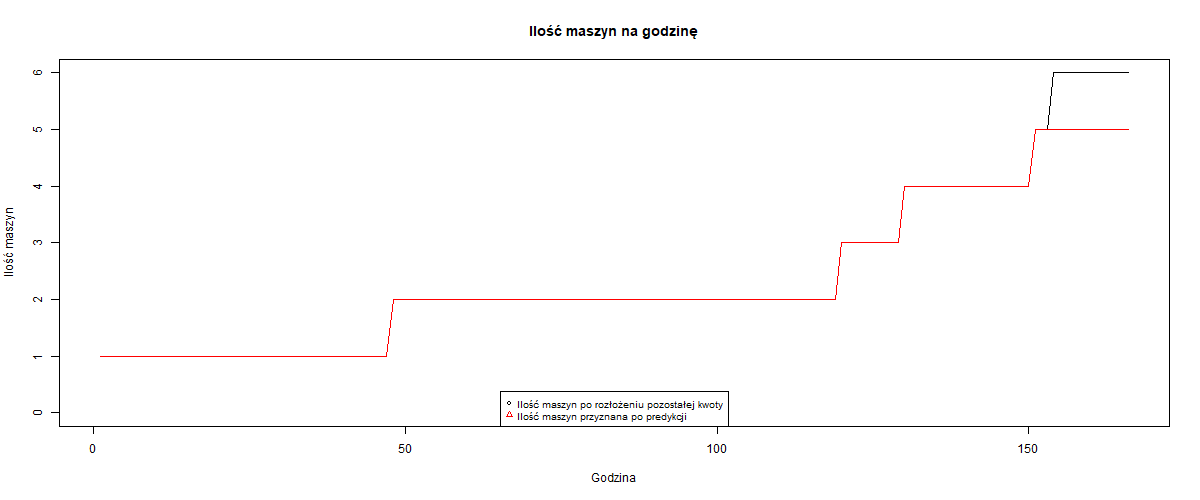 Ilość maszyn na godzinę
Ilość maszyn
6
5
4
3
2
1
0
Ilość maszyn po rozłożeniu pozostałej kwoty
Ilość maszyn przyznana po predykcji
0 50 100 150
Godzina